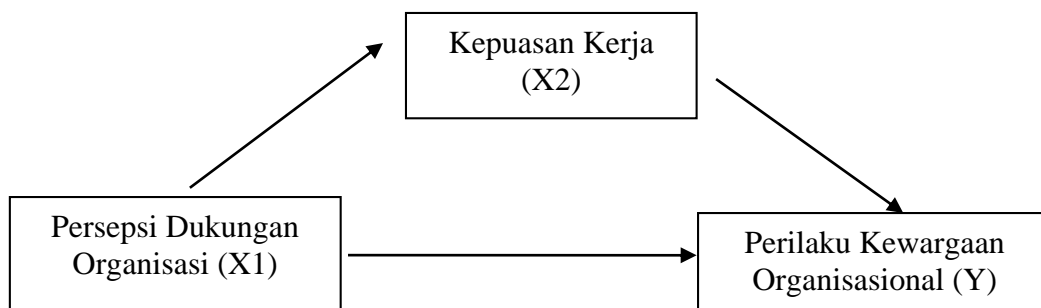 Kepuasan Kerja
(X2)
Persepsi Dukungan
Organisasi (X1)
Perilaku Kewargaan
Organisasional (Y)